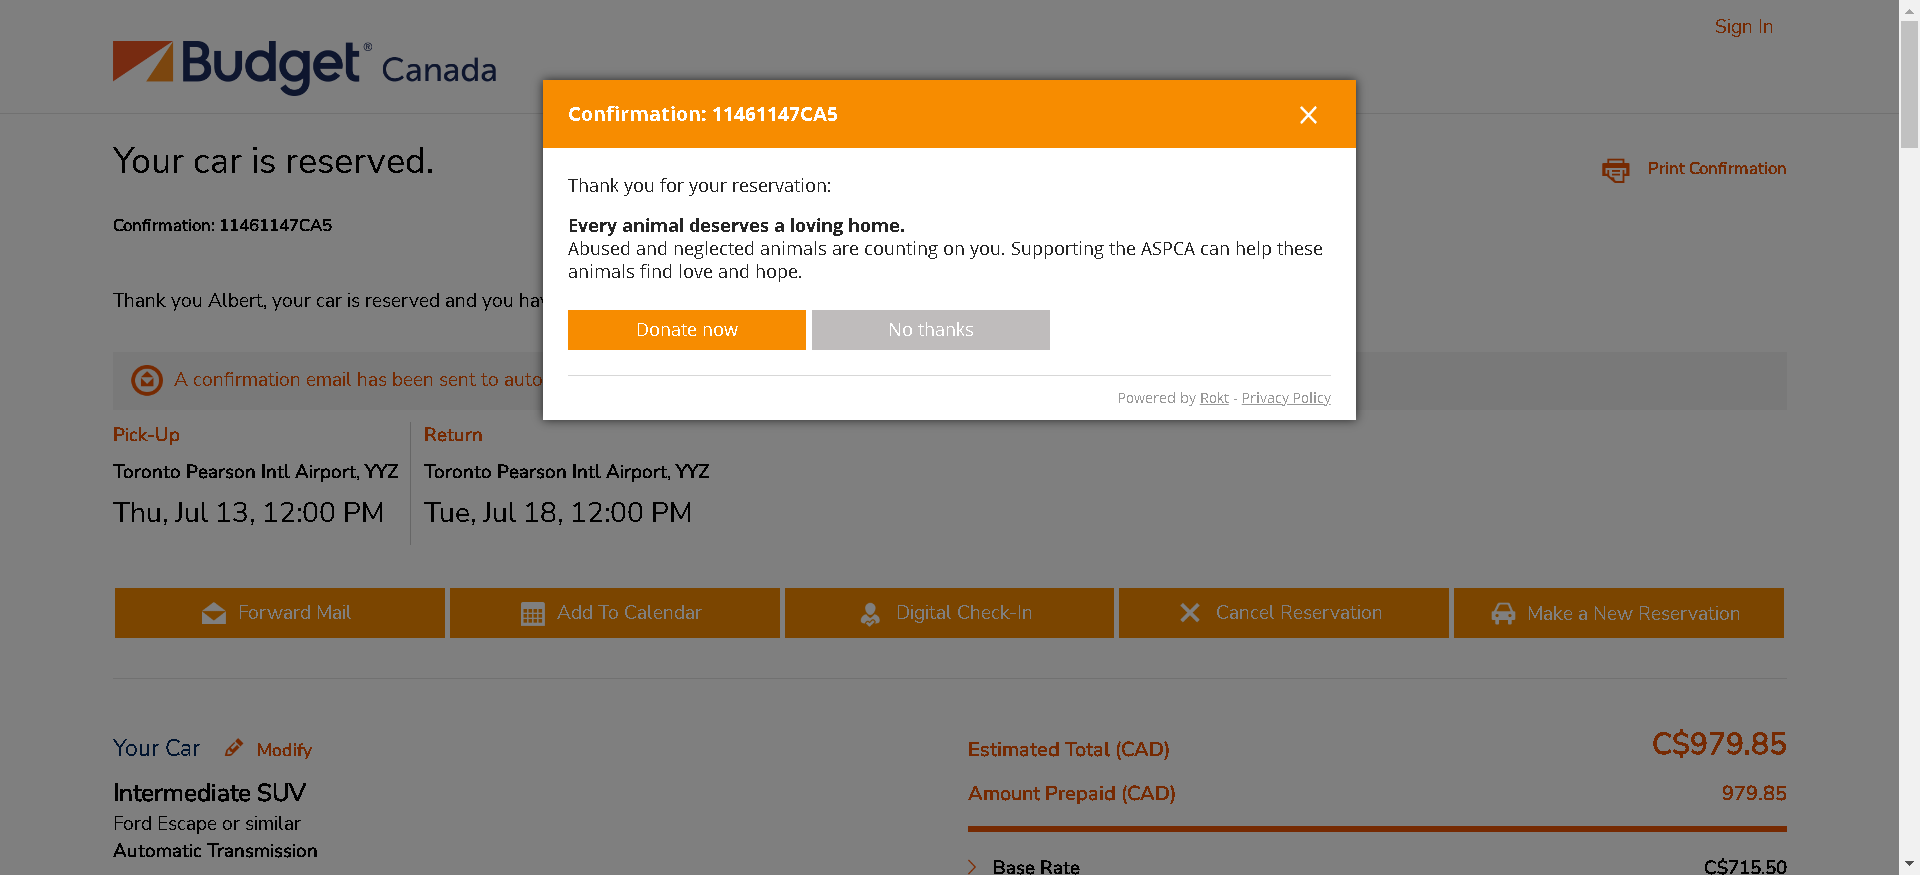 Sign In
Budget® Canada
Confirmation: 11461147CA5
Your car is reserved.
Print Confirmation
Thank you for your reservation:
Confirmation: 11461147CA5
Every animal deserves a loving home.
Abused and neglected animals are counting on you. Supporting the ASPCA can help these
animals find love and hope.
Thank you Albert, your car is reserved and you hav
Donate now
No thanks
A confirmation email has been sent to auto
Powered by Rokt - Privacy Policy
Pick-Up
Return
Toronto Pearson Intl Airport, YYZ
Toronto Pearson Intl Airport, YYZ
Thu, Jul 13, 12:00 PM
Tue, Jul 18, 12:00 PM
Forward Mail
Add To Calendar
Digital Check-In
Cancel Reservation
Make a New Reservation
Your Car
Modify
Estimated Total (CAD)
C$979.85
Intermediate SUV
Amount Prepaid (CAD)
979.85
Ford Escape or similar
Automatic Transmission
Base Rate
C$715.50